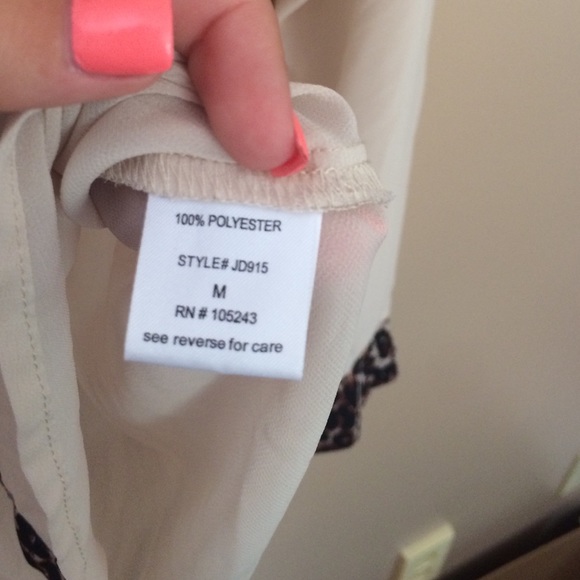 100% POLYESTER
STYLE# JD915
M
RN # 105243
see reverse for care